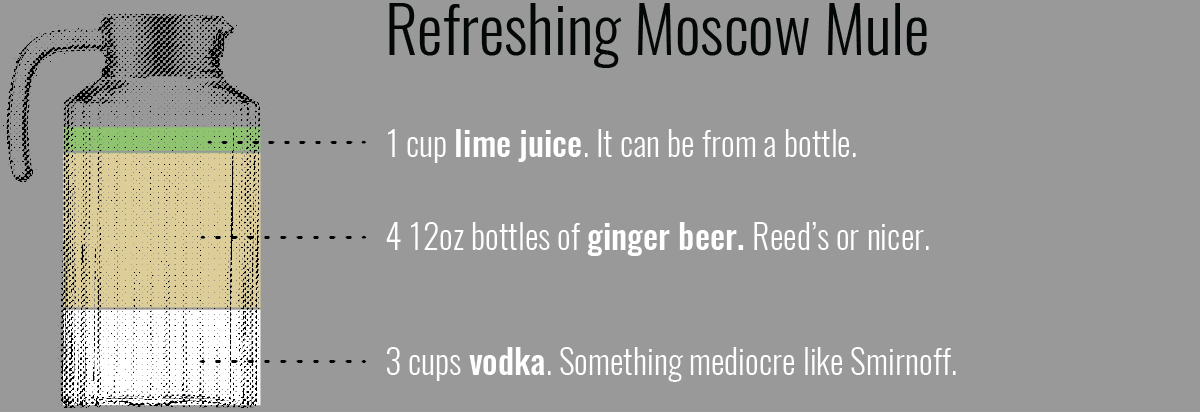 Refreshing Moscow Mule
1 cup lime juice. It can be from a bottle.
4 12oz bottles of ginger beer. Reed’s or nicer.
3 cups vodka. Something mediocre like Smirnoff.